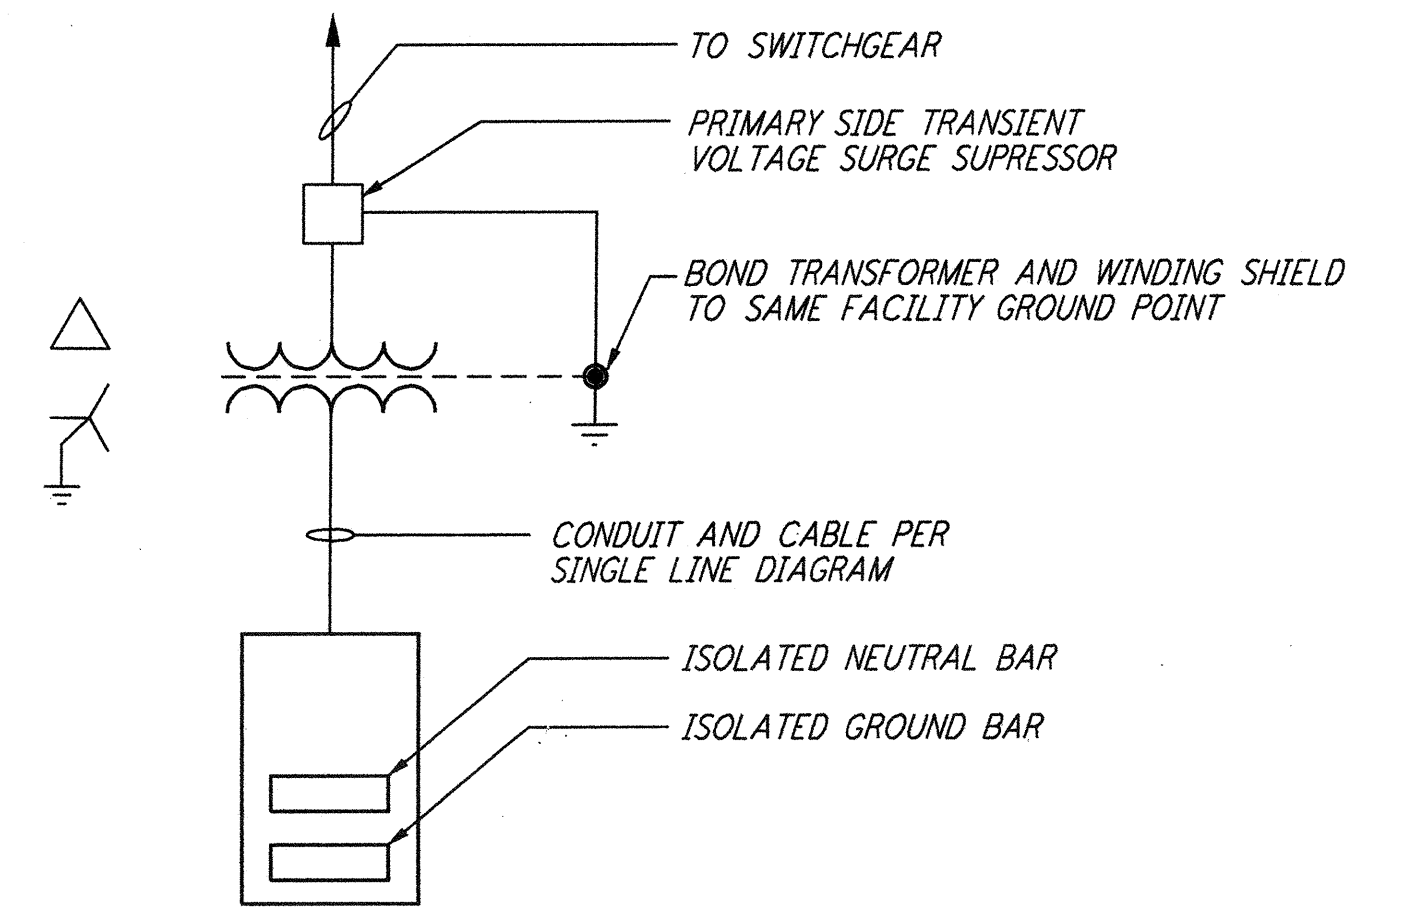 TO SWITCHGEAR
PRIMARY SIDE TRANSIENT
VOLTAGE SURGE SUPRESSOR
BOND TRANSFORMER AND WINDING SHIELD
TO SAME FACILITY GROUND POINT
CONDUIT AND CABLE PER
SINGLE LINE DIAGRAM
ISOLATED NEUTRAL BAR
ISOLATED GROUND BAR